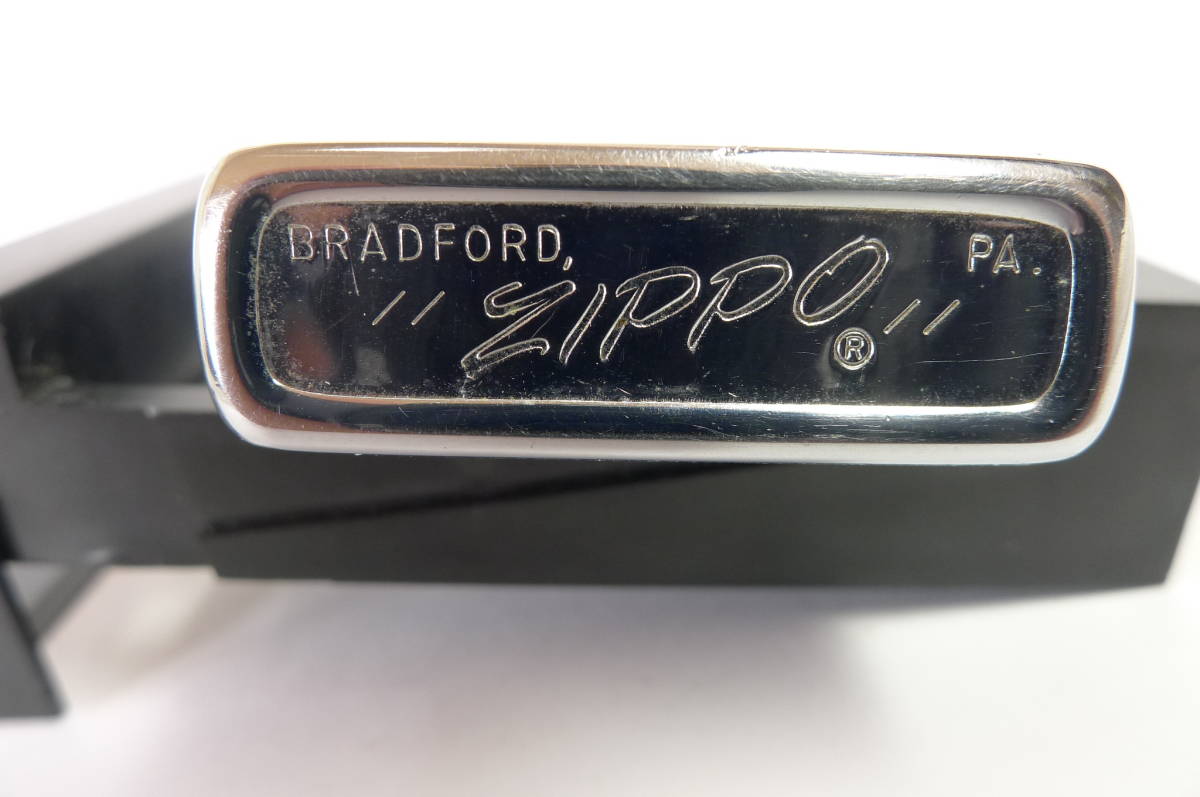 BRADFORD, PA.
// ZIPPO ® //